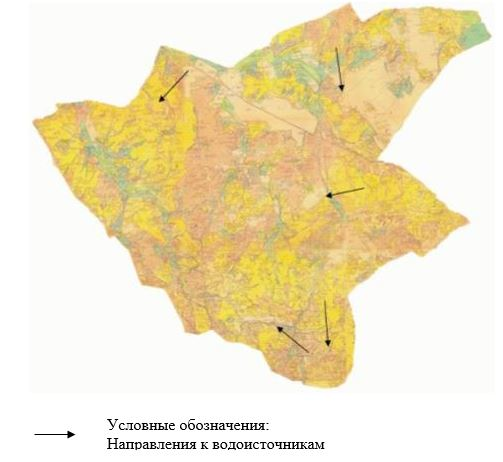 Условные обозначения:
Направления к водоисточникам